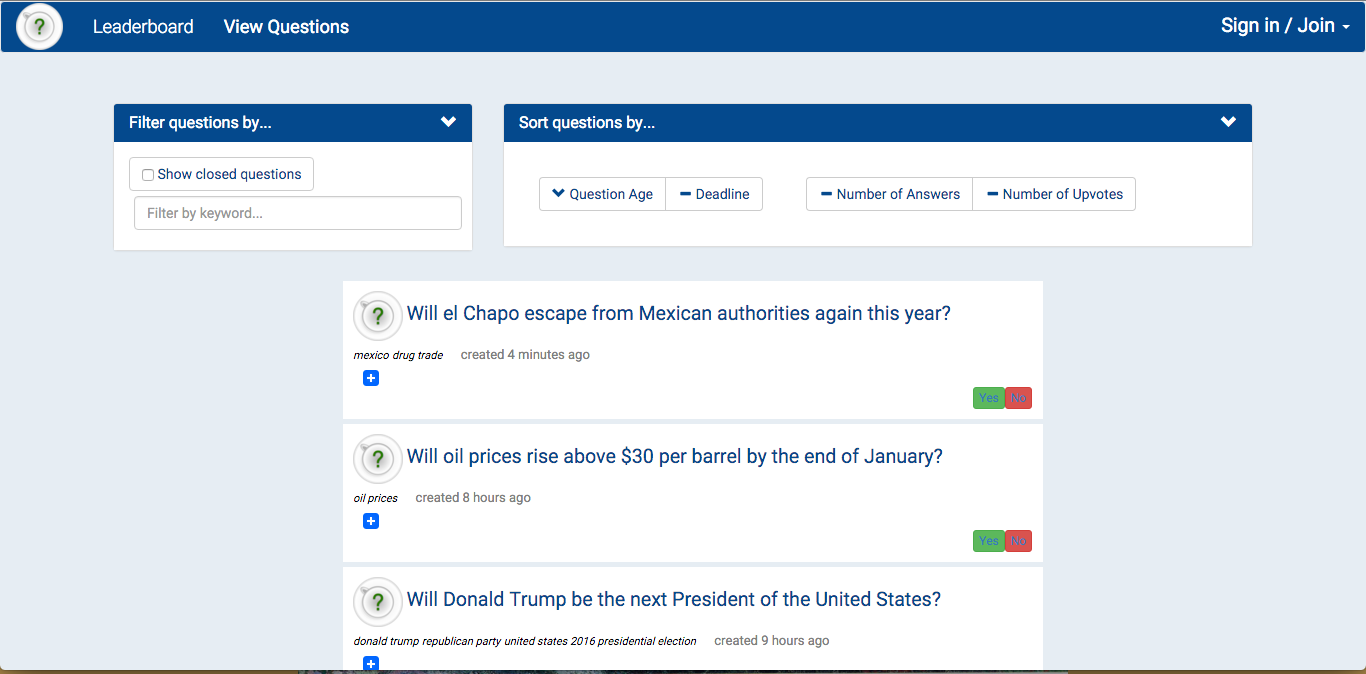 ? Leaderboard View Questions Sign in / Join
Filter questions by...
Sort questions by...
Show closed questions
Filter by keyword...
Question Age Deadline Number of Answers Number of Upvotes
? Will el Chapo escape from Mexican authorities again this year?
mexico drug trade created 4 minutes ago
+
Yes No
? Will oil prices rise above $30 per barrel by the end of January?
oil prices created 8 hours ago
+
Yes No
? Will Donald Trump be the next President of the United States?
donald trump republican party united states 2016 presidential election created 9 hours ago
+